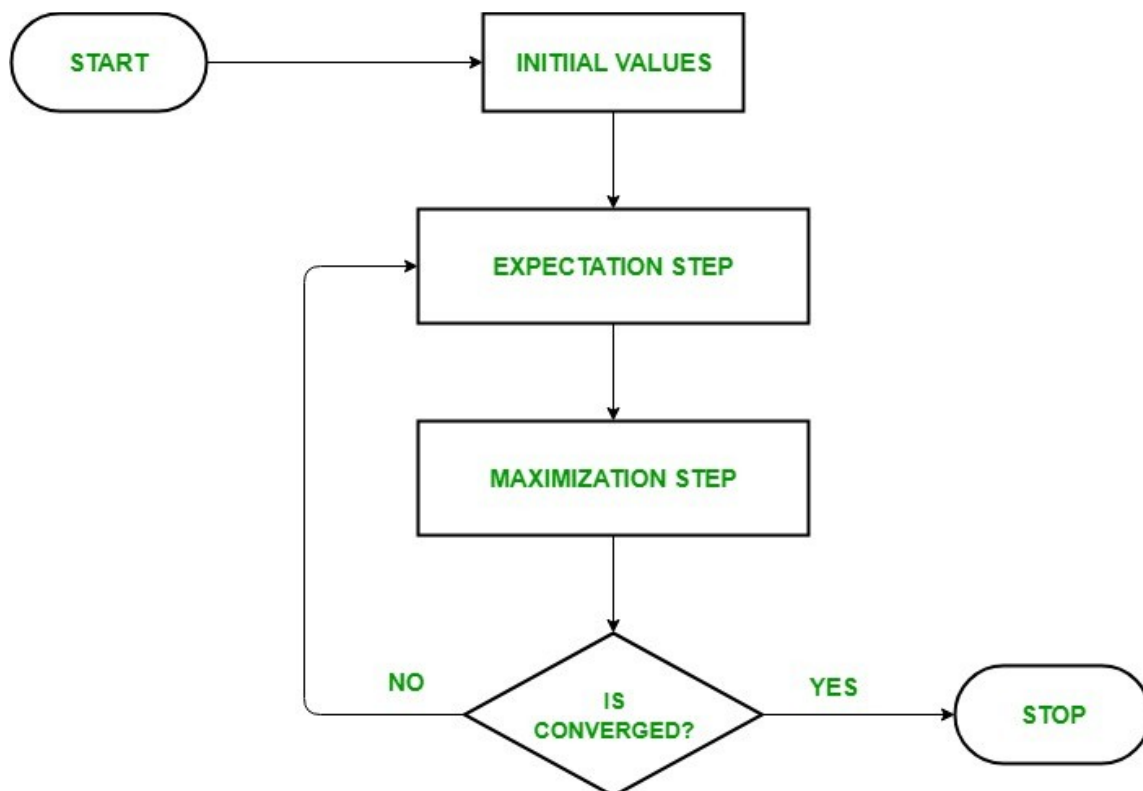 START
INITIIAL VALUES
EXPECTATION STEP
MAXIMIZATION STEP
NO
YES
IS
CONVERGED?
STOP